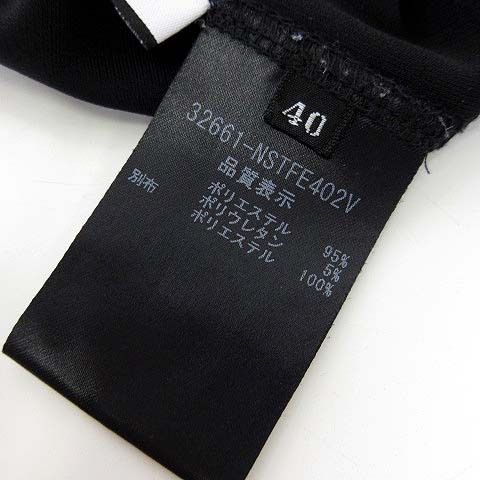 40
32661-NSTFE402V
品質表示
ポリエステル 95%
ポリウレタン 5%
別布 ポリエステル 100%